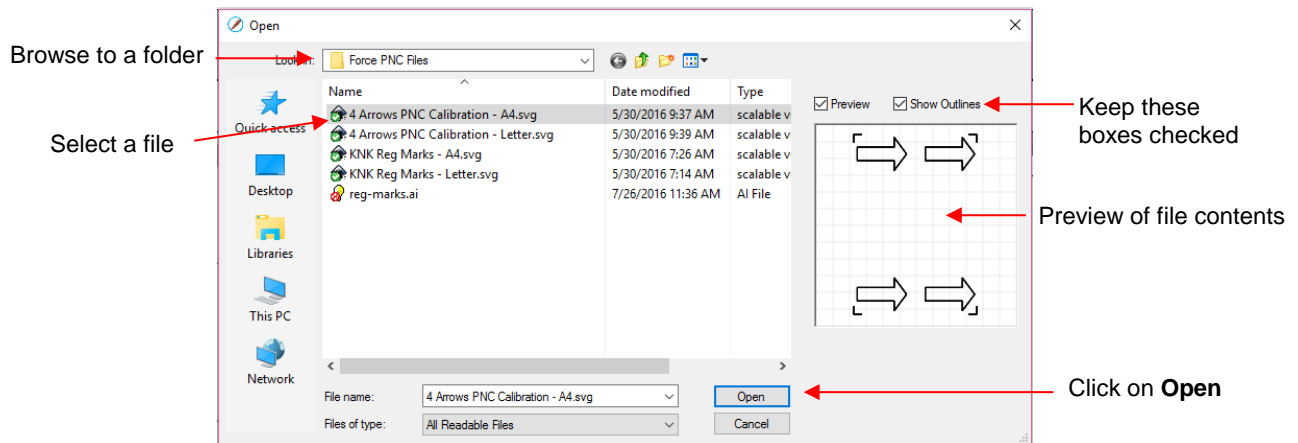 Open
Browse to a folder
Look in:
Force PNC Files
Name
Date modified
Type
Preview
Show Outlines
Keep these
boxes checked
Quick access
4 Arrows PNC Calibration - A4.svg
5/30/2016 9:37 AM
scalable v
Select a file
4 Arrows PNC Calibration - Letter.svg
5/30/2016 9:39 AM
scalable v
KNK Reg Marks - A4.svg
5/30/2016 7:26 AM
scalable v
KNK Reg Marks - Letter.svg
5/30/2016 7:14 AM
scalable v
Desktop
reg-marks.ai
7/26/2016 11:36 AM
AI File
Preview of file contents
Libraries
This PC
Network
File name:
4 Arrows PNC Calibration - A4.svg
Open
Click on Open
Files of type:
All Readable Files
Cancel